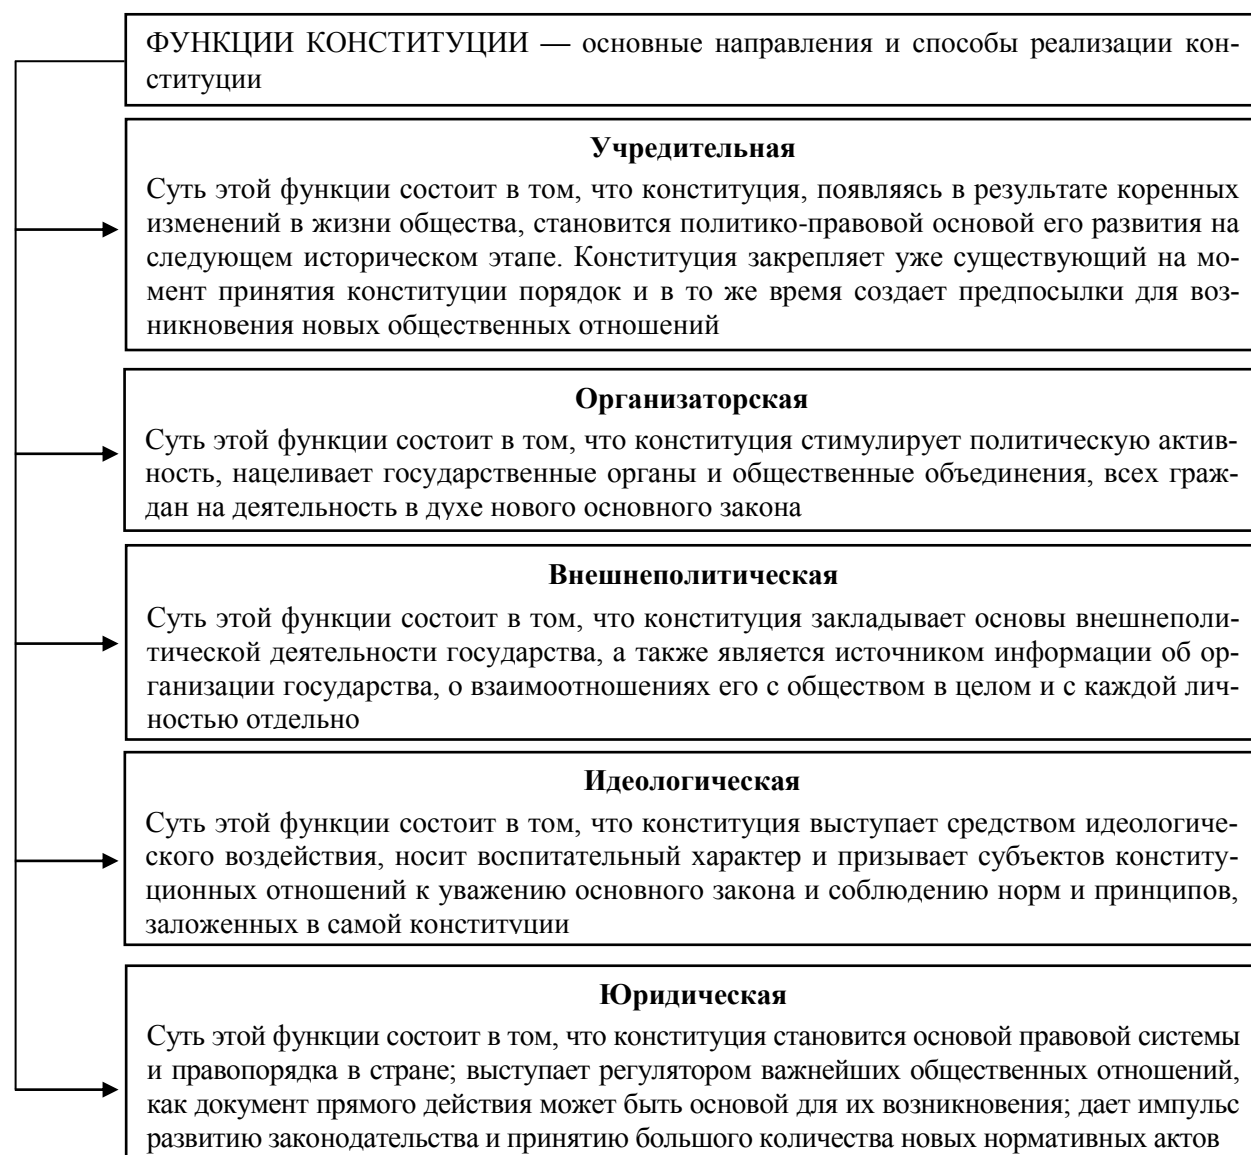 ФУНКЦИИ КОНСТИТУЦИИ — основные направления и способы реализации кон-
ституции
Учредительная
Суть этой функции состоит в том, что конституция, появляясь в результате коренных
изменений в жизни общества, становится политико-правовой основой его развития на
следующем историческом этапе. Конституция закрепляет уже существующий на мо-
мент принятия конституции порядок и в то же время создает предпосылки для воз-
никновения новых общественных отношений
Организаторская
Суть этой функции состоит в том, что конституция стимулирует политическую актив-
ность, нацеливает государственные органы и общественные объединения, всех граж-
дан на деятельность в духе нового основного закона
Внешнеполитическая
Суть этой функции состоит в том, что конституция закладывает основы внешнеполи-
тической деятельности государства, а также является источником информации об ор-
ганизации государства, о взаимоотношениях его с обществом в целом и с каждой лич-
ностью отдельно
Идеологическая
Суть этой функции состоит в том, что конституция выступает средством идеологиче-
ского воздействия, носит воспитательный характер и призывает субъектов конститу-
ционных отношений к уважению основного закона и соблюдению норм и принципов,
заложенных в самой конституции
Юридическая
Суть этой функции состоит в том, что конституция становится основой правовой системы
и правопорядка в стране; выступает регулятором важнейших общественных отношений,
как документ прямого действия может быть основой для их возникновения; дает импульс
развитию законодательства и принятию большого количества новых нормативных актов